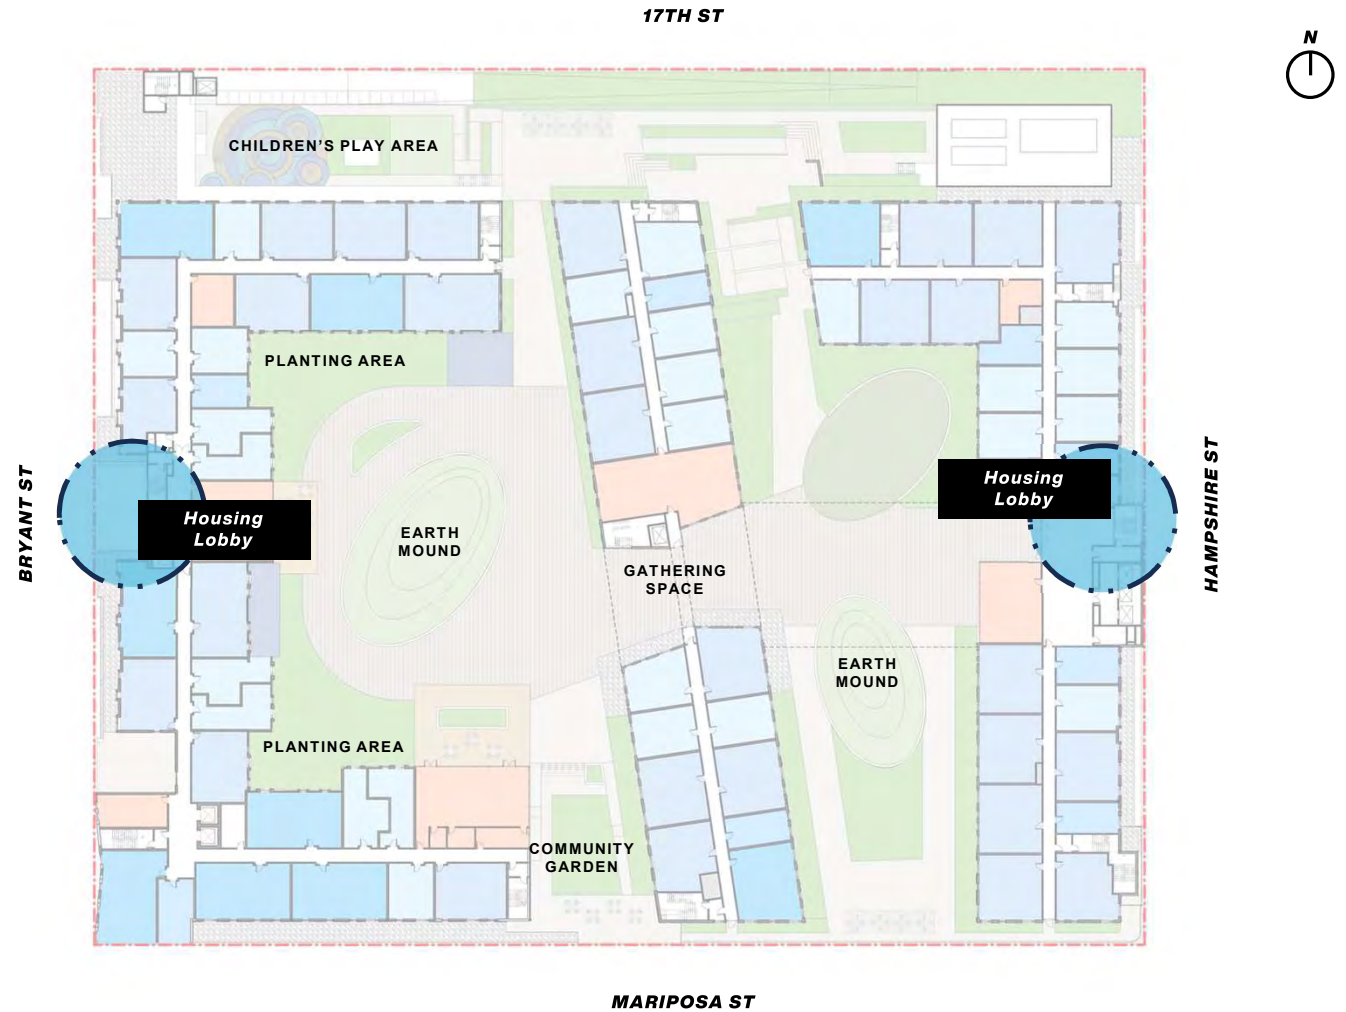 17TH ST
N
CHILDREN'S PLAY AREA
PLANTING AREA
BRYANT ST
Housing
Lobby
EARTH
MOUND
GATHERING
SPACE
Housing
Lobby
HAMPSHIRE ST
EARTH
MOUND
PLANTING AREA
COMMUNITY
GARDEN
MARIPOSA ST